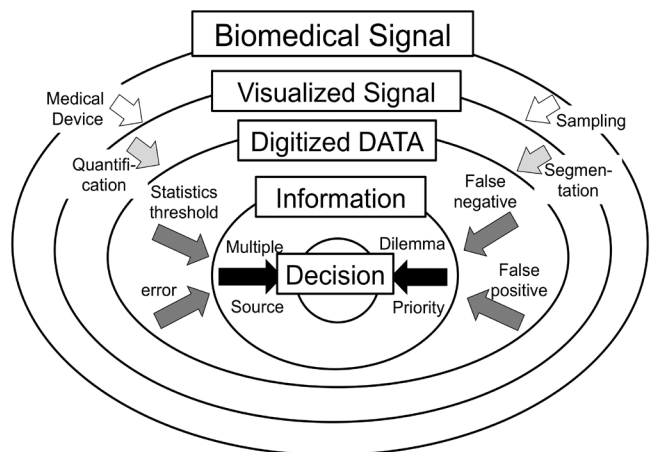 Biomedical Signal
Visualized Signal
Medical
Device
Sampling
Digitized DATA
Quantifi-
cation
Segmen-
tation
Statistics
threshold
Information
False
negative
Multiple
Dilemma
Decision
error
Source
Priority
False
positive